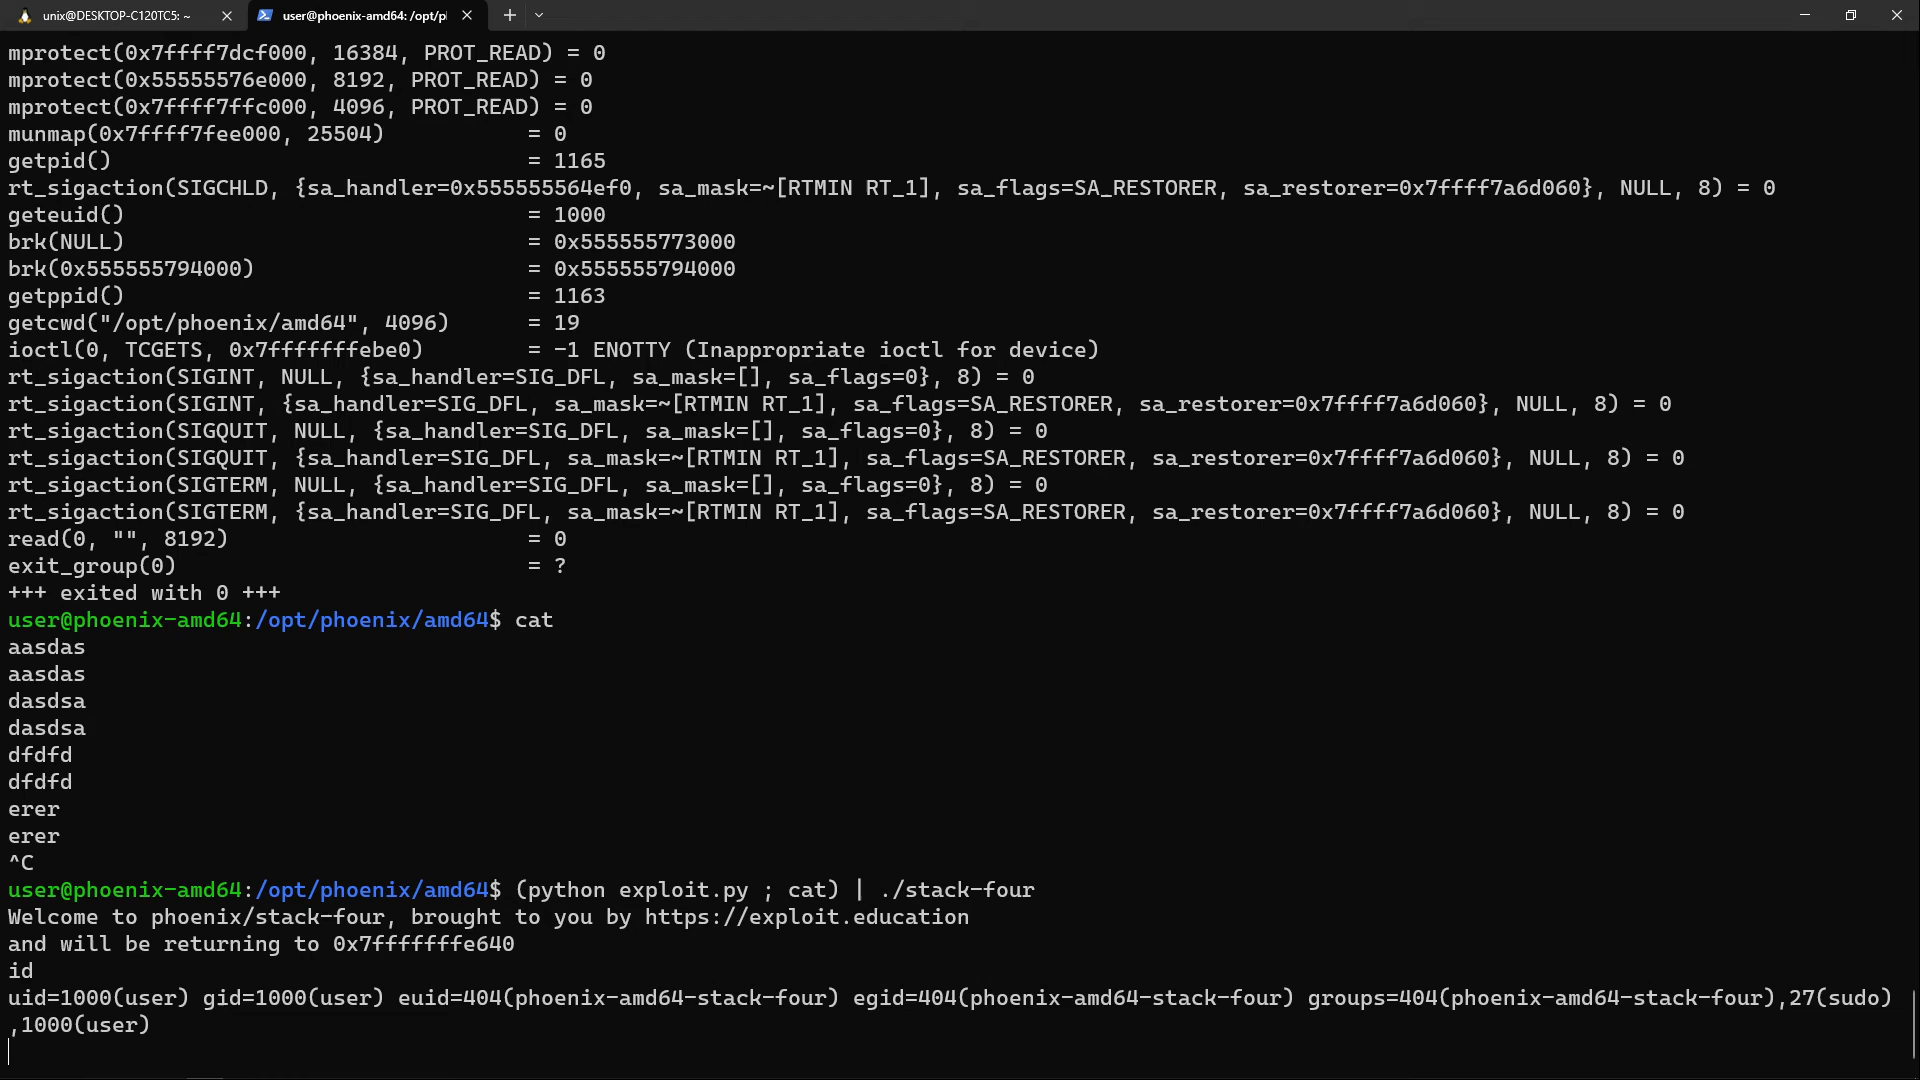 unix@DESKTOP-C120TC5: ~
user@phoenix-amd64: /opt/p
mprotect(0x7ffff7dcf000, 16384, PROT_READ) = 0
mprotect(0x55555576e000, 8192, PROT_READ) = 0
mprotect(0x7ffff7ffc000, 4096, PROT_READ) = 0
munmap(0x7ffff7fee000, 25504)           = 0
getpid()                                = 1165
rt_sigaction(SIGCHLD, {sa_handler=0x555555564ef0, sa_mask=~[RTMIN RT_1], sa_flags=SA_RESTORER, sa_restorer=0x7ffff7a6d060}, NULL, 8) = 0
geteuid()                               = 1000
brk(NULL)                               = 0x555555773000
brk(0x555555794000)                     = 0x555555794000
getppid()                               = 1163
getcwd("/opt/phoenix/amd64", 4096)      = 19
ioctl(0, TCGETS, 0x7fffffffebe0)        = -1 ENOTTY (Inappropriate ioctl for device)
rt_sigaction(SIGINT, NULL, {sa_handler=SIG_DFL, sa_mask=[], sa_flags=0}, 8) = 0
rt_sigaction(SIGINT, {sa_handler=SIG_DFL, sa_mask=~[RTMIN RT_1], sa_flags=SA_RESTORER, sa_restorer=0x7ffff7a6d060}, NULL, 8) = 0
rt_sigaction(SIGQUIT, NULL, {sa_handler=SIG_DFL, sa_mask=[], sa_flags=0}, 8) = 0
rt_sigaction(SIGQUIT, {sa_handler=SIG_DFL, sa_mask=~[RTMIN RT_1], sa_flags=SA_RESTORER, sa_restorer=0x7ffff7a6d060}, NULL, 8) = 0
rt_sigaction(SIGTERM, NULL, {sa_handler=SIG_DFL, sa_mask=[], sa_flags=0}, 8) = 0
rt_sigaction(SIGTERM, {sa_handler=SIG_DFL, sa_mask=~[RTMIN RT_1], sa_flags=SA_RESTORER, sa_restorer=0x7ffff7a6d060}, NULL, 8) = 0
read(0, "", 8192)                       = 0
exit_group(0)                           = ?
+++ exited with 0 +++
user@phoenix-amd64:/opt/phoenix/amd64$ cat
aasdas
aasdas
dasdsa
dasdsa
dfdfd
dfdfd
erer
erer
^C
user@phoenix-amd64:/opt/phoenix/amd64$ (python exploit.py ; cat) | ./stack-four
Welcome to phoenix/stack-four, brought to you by https://exploit.education
and will be returning to 0x7fffffffe640
id
uid=1000(user) gid=1000(user) euid=404(phoenix-amd64-stack-four) egid=404(phoenix-amd64-stack-four) groups=404(phoenix-amd64-stack-four),27(sudo)
,1000(user)